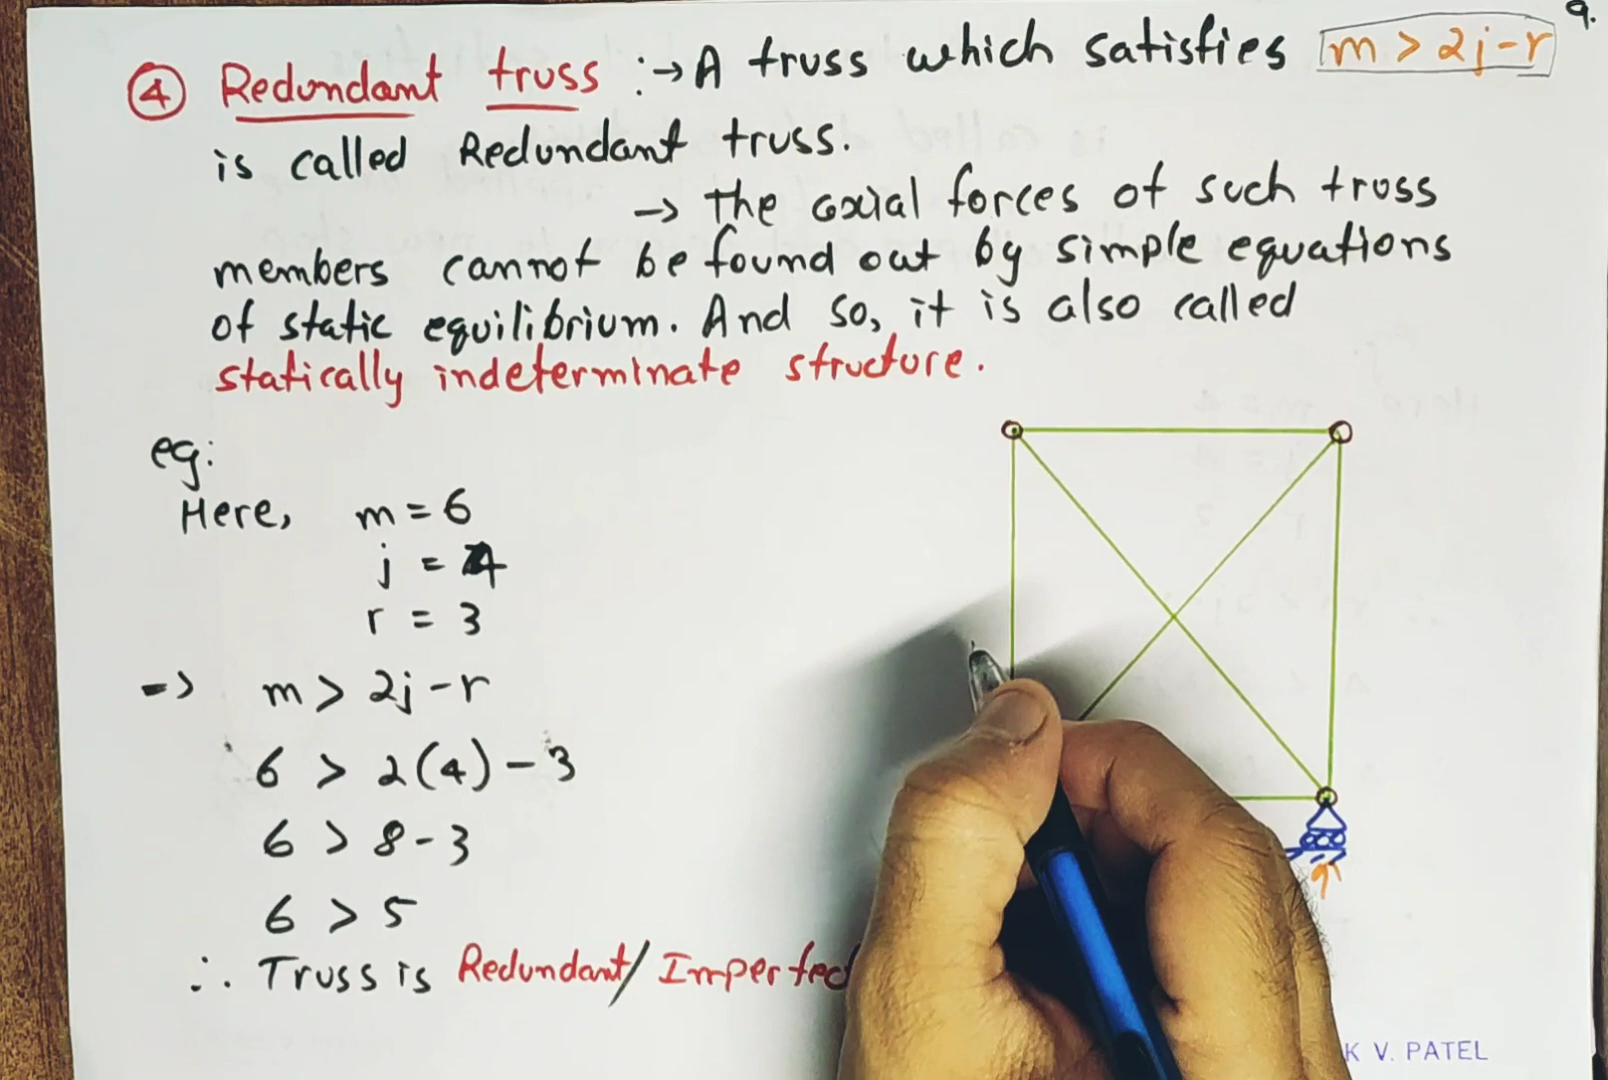 9.
④ Redundant truss :→ A truss which satisfies m > 2j-r
is called Redundant truss.
→ The axial forces of such truss
members cannot be found out by simple equations
of static equilibrium. And so, it is also called
statically indeterminate structure.
eg:
Here, m = 6
j = 4
r = 3
=> m > 2j-r
6 > 2(4)-3
6 > 8-3
6 > 5
∴ Truss is Redundant/Imperfec
K V. PATEL